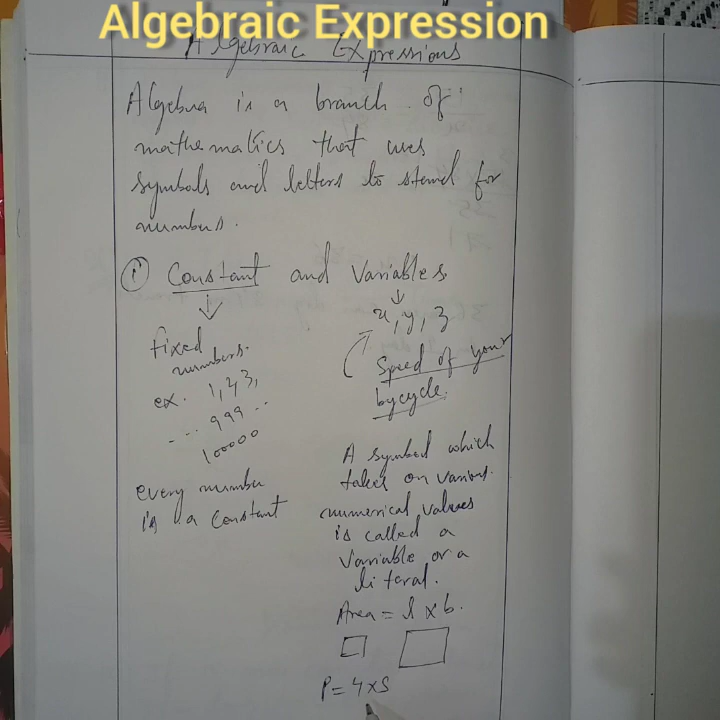 Algebraic Expression
Algebraic Expressions
Algebra is a branch of
mathematics that uses
symbols and letters to stand for
numbers.
① Constant and Variables.
fixed
numbers.
ex. 1, 43,
... 999 ..
100000
every number
is a constant
x, y, z
Speed of your
bycycle.
A symbol which
takes on various
numerical values
is called a
Variable or a
literal.
Area = l x b.
P = 4 x S